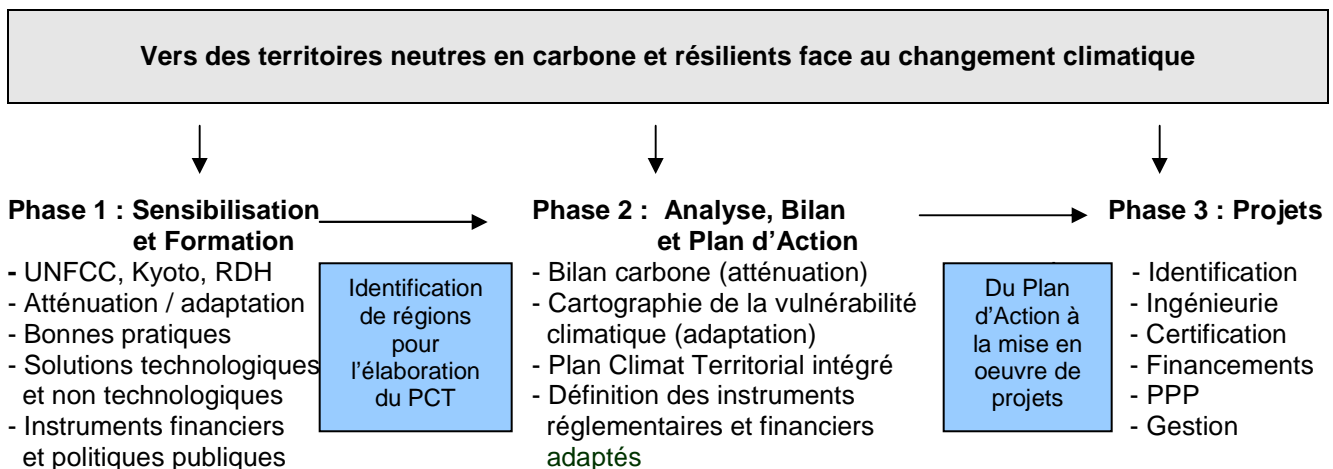 Vers des territoires neutres en carbone et résilients face au changement climatique
Phase 1 : Sensibilisation
et Formation
- UNFCC, Kyoto, RDH
- Atténuation / adaptation
- Bonnes pratiques
- Solutions technologiques
et non technologiques
- Instruments financiers
et politiques publiques
Identification
de régions
pour
l'élaboration
du PCT
Phase 2 : Analyse, Bilan
et Plan d'Action
- Bilan carbone (atténuation)
- Cartographie de la vulnérabilité
climatique (adaptation)
- Plan Climat Territorial intégré
- Définition des instruments
réglementaires et financiers
adaptés
Du Plan
d'Action à
la mise en
oeuvre de
projets
Phase 3 : Projets
- Identification
- Ingénieurie
- Certification
- Financements
- PPP
- Gestion